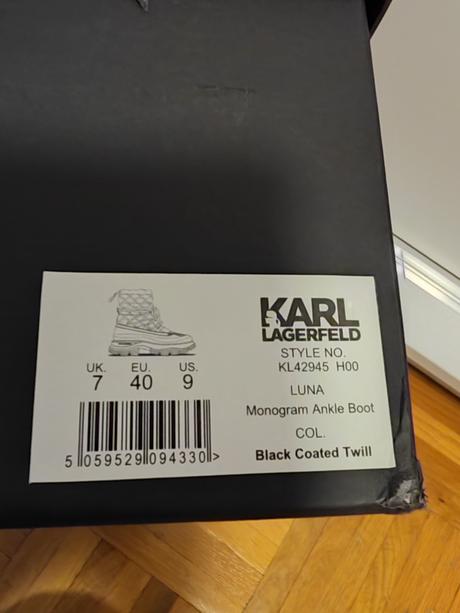 KARL
LAGERFELD
STYLE NO.
KL42945 H00
LUNA
Monogram Ankle Boot
COL.
Black Coated Twill
UK. EU. US.
7 40 9
5 059529 094330 >